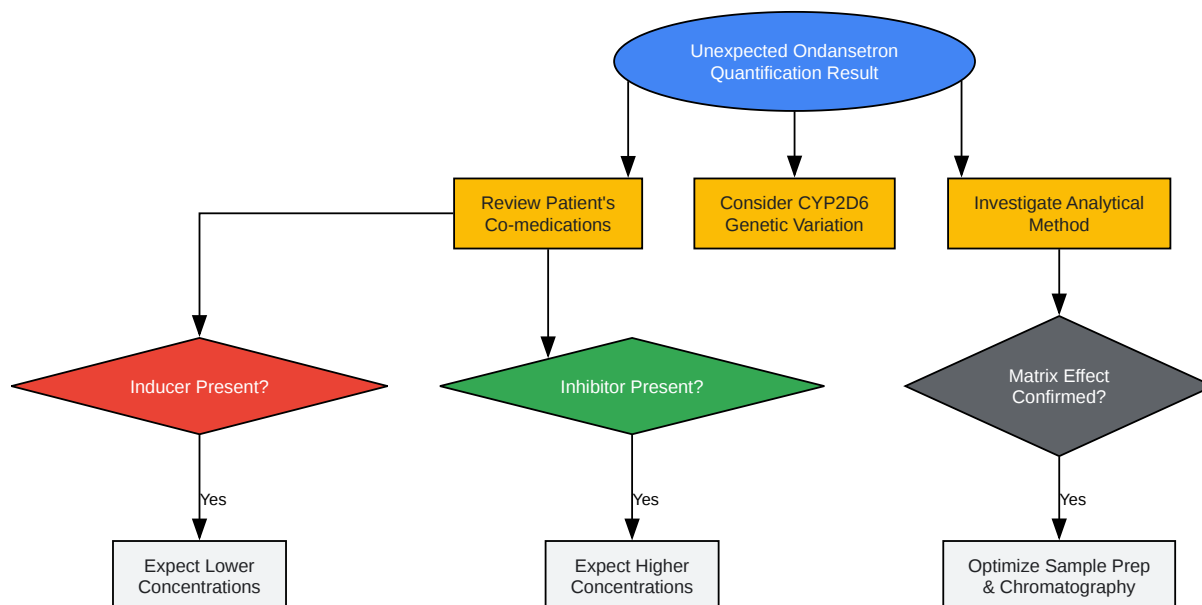 Unexpected Ondansetron
Quantification Result
Review Patient's
Co-medications
Consider CYP2D6
Genetic Variation
Investigate Analytical
Method
Inducer Present?
Inhibitor Present?
Matrix Effect
Confirmed?
Yes
Yes
Yes
Expect Lower
Concentrations
Expect Higher
Concentrations
Optimize Sample Prep
& Chromatography